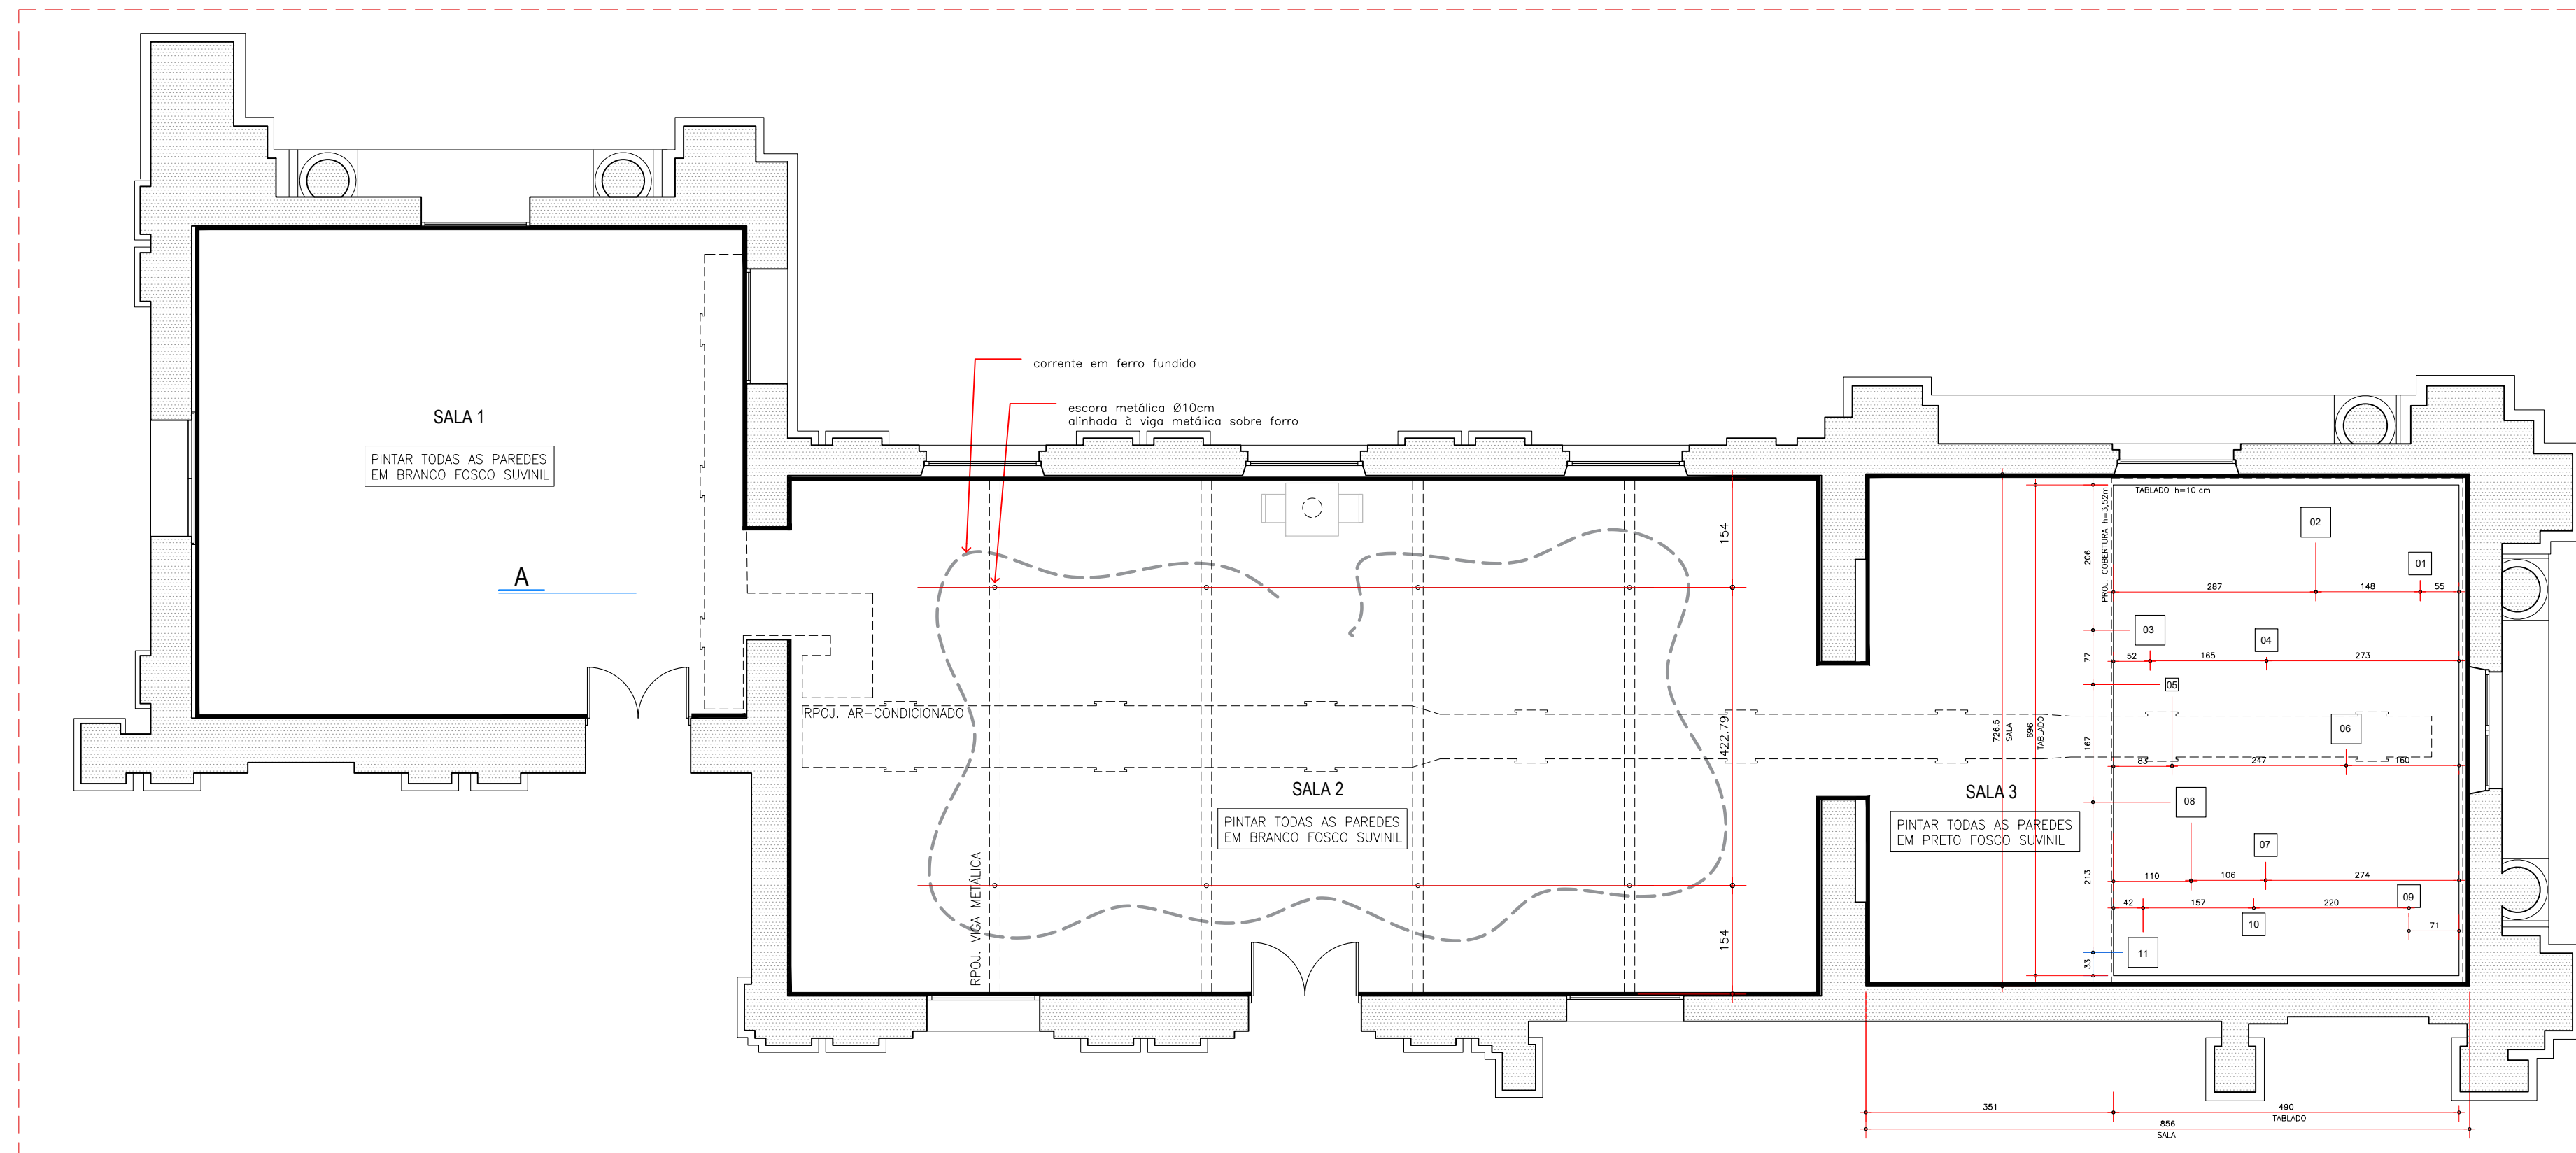 corrente em ferro fundido
escora metálica Ø10cm
alinhada à viga metálica sobre forro
SALA 1
PINTAR TODAS AS PAREDES
EM BRANCO FOSCO SUVINIL
A
RPOJ. AR-CONDICIONADO
RPOJ. VIGA METÁLICA
154
422.79
154
SALA 2
PINTAR TODAS AS PAREDES
EM BRANCO FOSCO SUVINIL
SALA 3
PINTAR TODAS AS PAREDES
EM PRETO FOSCO SUVINIL
726.5
SALA
696
TABLADO
PROJ. COBERTURA h=3,52m
TABLADO h=10 cm
206
77
167
213
33
02
01
287
148
55
03
04
52
165
273
05
06
83
247
160
08
07
110
106
274
09
42
157
220
10
71
11
351
490
TABLADO
856
SALA